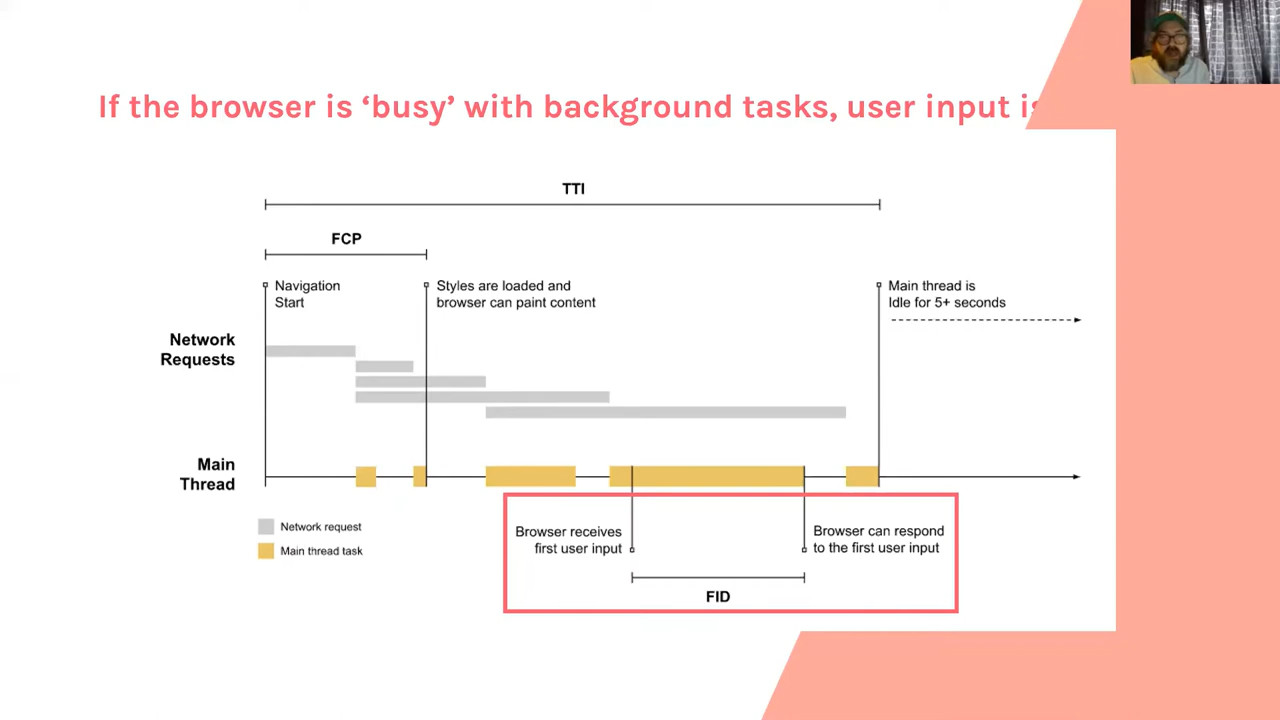 If the browser is ‘busy’ with background tasks, user input is
TTI
FCP
Navigation
Start
Styles are loaded and
browser can paint content
Main thread is
Idle for 5+ seconds
Network
Requests
Main
Thread
Network request
Main thread task
Browser receives
first user input
Browser can respond
to the first user input
FID